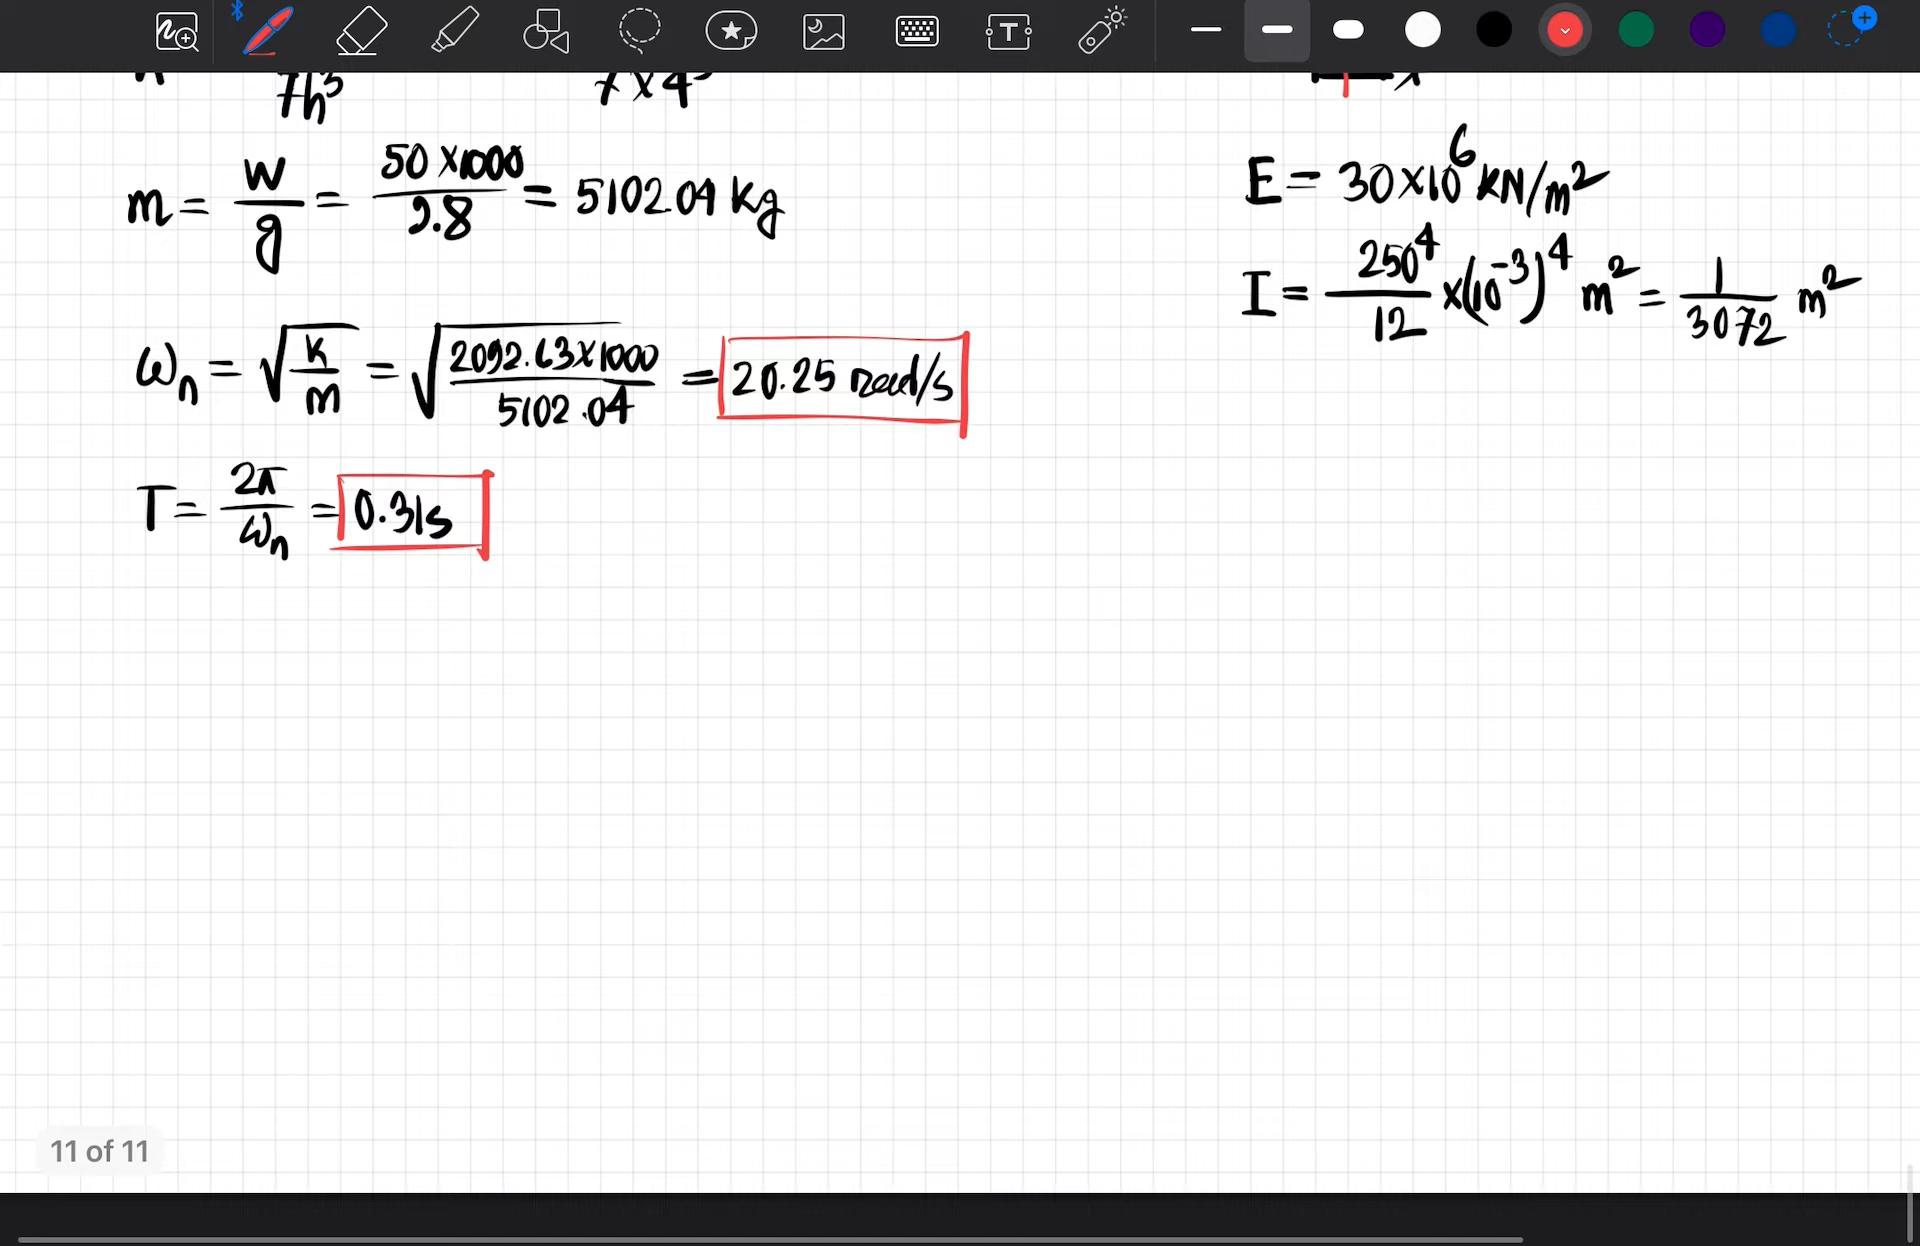 7h³ 7×4³
m = W/g = 50×1000/9.8 = 5102.04 kg
ωn = √(k/m) = √(2092.63×1000/5102.04) = 20.25 rad/s
T = 2π/ωn = 0.31s
E = 30×10⁶ KN/m²
I = 250⁴/12 ×(10⁻³)⁴ m² = 1/3072 m²
11 of 11